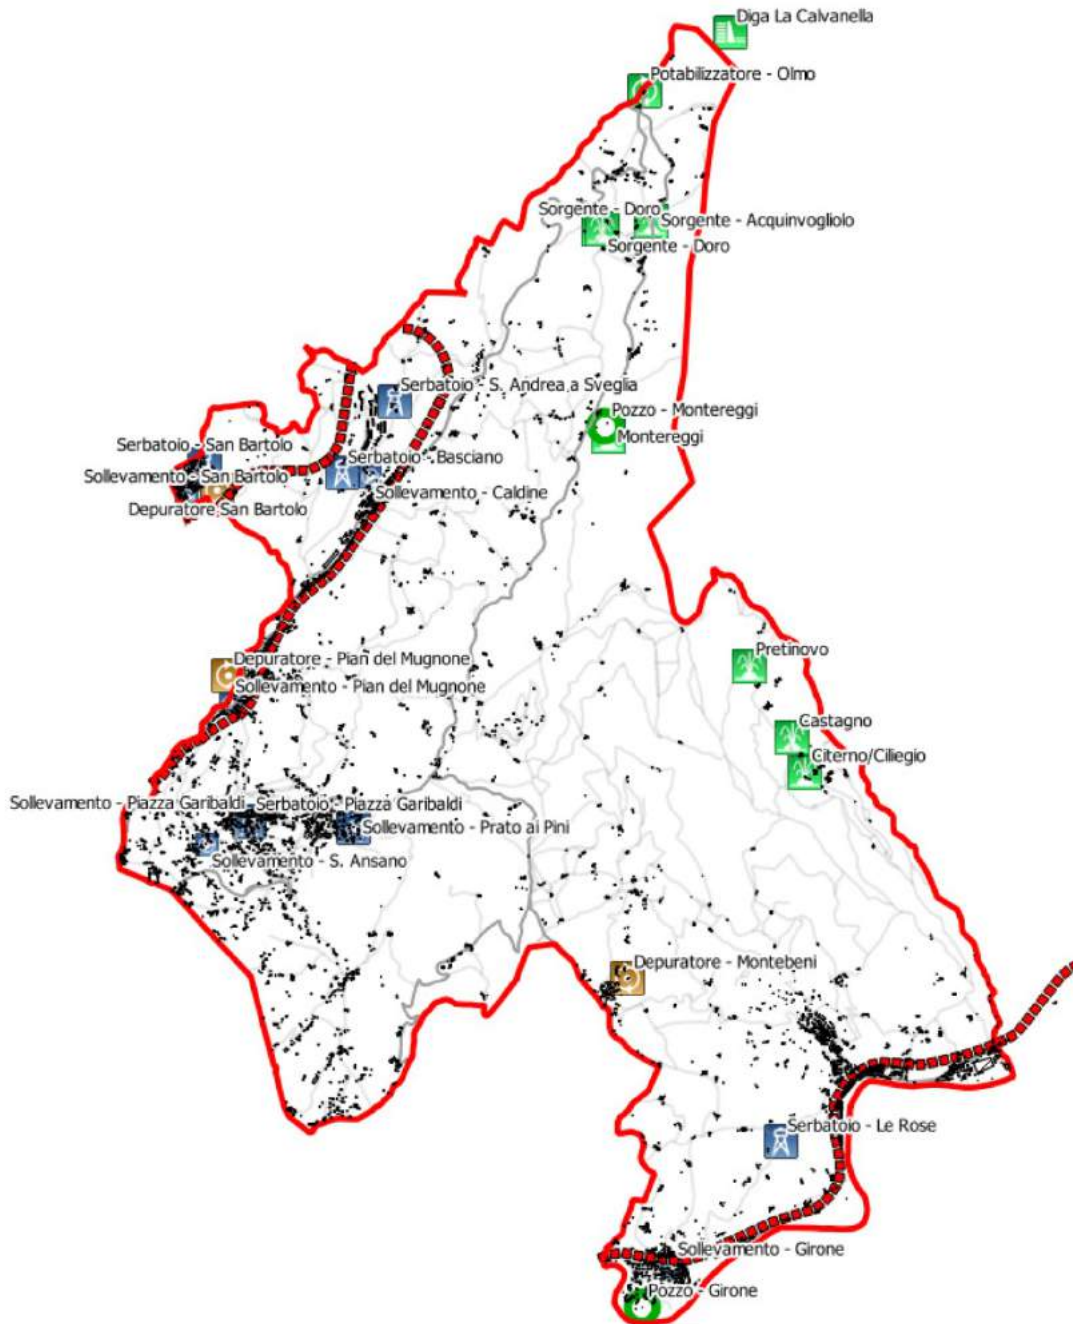 Diga La Calvanella
Potabilizzatore - Olmo
Sorgente - Doro
Sorgente - Acquinvogliolo
Sorgente - Doro
Serbatoio - S. Andrea a Sveglia
Pozzo - Montereggi
Montereggi
Serbatoio - San Bartolo
Serbatoio - Basciano
Sollevamento - San Bartolo
Sollevamento - Caldine
Depuratore San Bartolo
Pretinovo
Depuratore - Pian del Mugnone
Sollevamento - Pian del Mugnone
Castagno
Citerno/Ciliegio
Sollevamento - Piazza Garibaldi
Serbatoio - Piazza Garibaldi
Sollevamento - Prato ai Pini
Sollevamento - S. Ansano
Depuratore - Montebeni
Serbatoio - Le Rose
Sollevamento - Girone
Pozzo - Girone